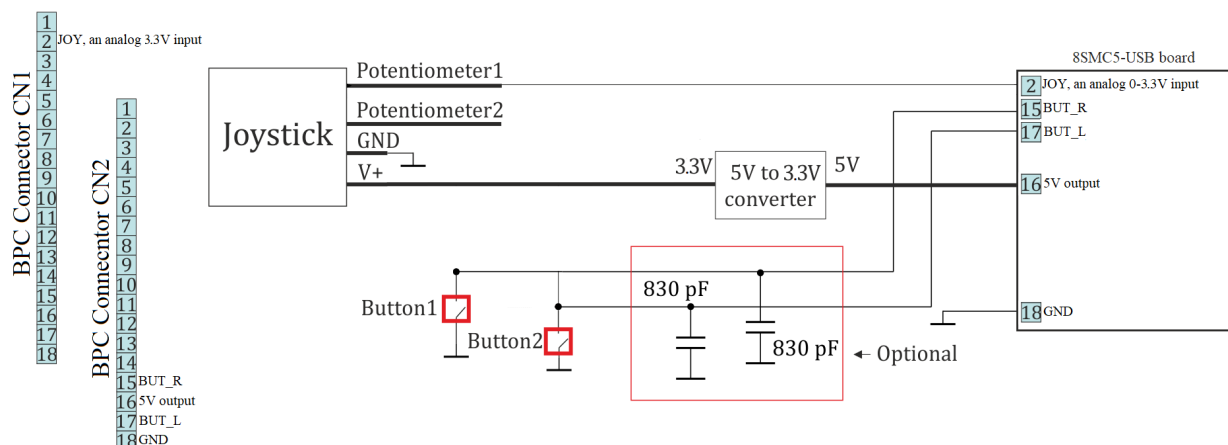 BPC Connector CN1
1
2 JOY, an analog 3.3V input
3
4
5
6
7
8
9
10
11
12
13
14
15
16
17
18
BPC Connecntor CN2
1
2
3
4
5
6
7
8
9
10
11
12
13
14
15 BUT_R
16 5V output
17 BUT_L
18 GND
Joystick
Potentiometer1
Potentiometer2
GND
V+
3.3V
5V to 3.3V
converter
5V
Button1
Button2
830 pF
830 pF
Optional
8SMC5-USB board
2 JOY, an analog 0-3.3V input
15 BUT_R
17 BUT_L
16 5V output
18 GND